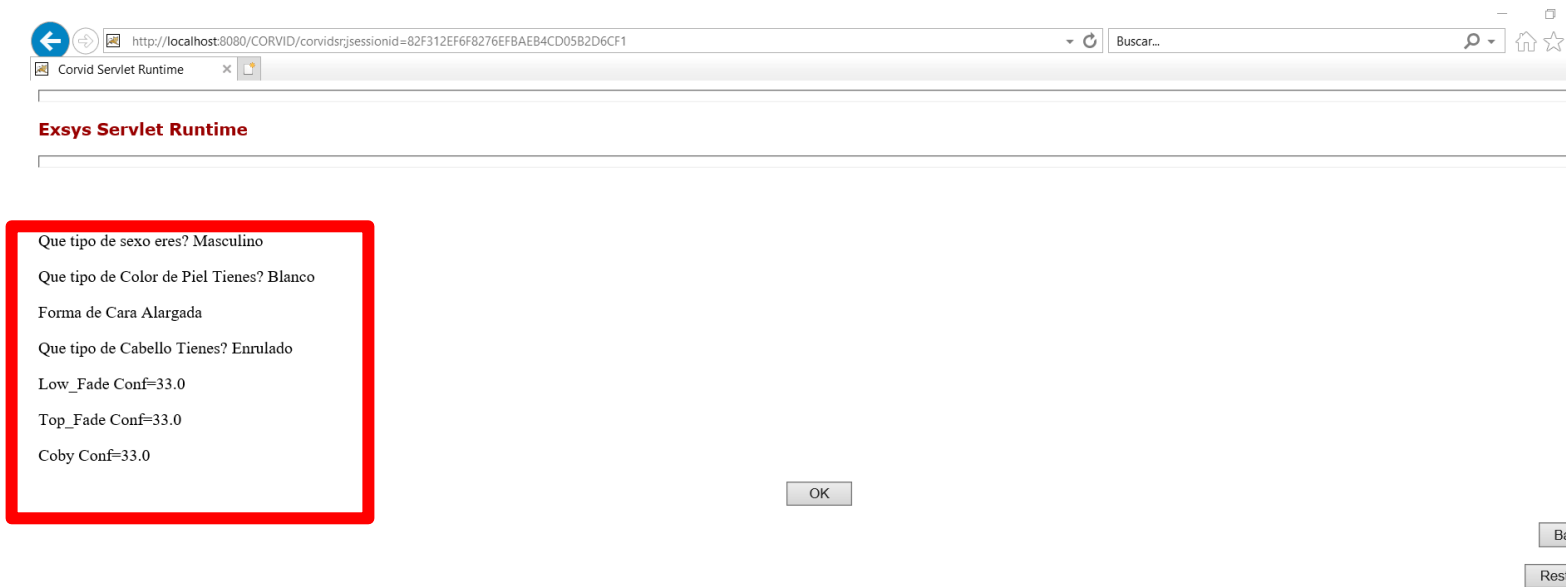 http://localhost:8080/CORVID/corvidsr;jsessionid=82F312EF6F8276EFBAEB4CD05B2D6CF1
Buscar...
Corvid Servlet Runtime
Exsys Servlet Runtime
Que tipo de sexo eres? Masculino
Que tipo de Color de Piel Tienes? Blanco
Forma de Cara Alargada
Que tipo de Cabello Tienes? Enrulado
Low_Fade Conf=33.0
Top_Fade Conf=33.0
Coby Conf=33.0
OK